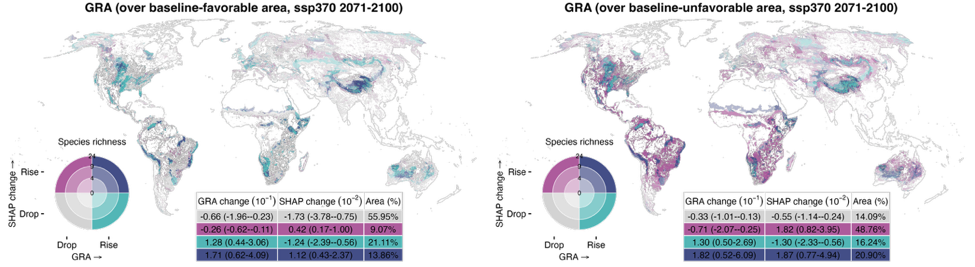 GRA (over baseline-favorable area, ssp370 2071-2100)
Species richness
24
8
4
0
SHAP change →
Rise
Drop
Drop
Rise
GRA →
GRA change (10⁻¹) SHAP change (10⁻²) Area (%)
-0.66 (-1.96--0.23) -1.73 (-3.78--0.75) 55.95%
-0.26 (-0.62--0.11) 0.42 (0.17-1.00) 9.07%
1.28 (0.44-3.06) -1.24 (-2.39--0.56) 21.11%
1.71 (0.62-4.09) 1.12 (0.43-2.37) 13.86%
GRA (over baseline-unfavorable area, ssp370 2071-2100)
Species richness
24
8
4
0
SHAP change →
Rise
Drop
Drop
Rise
GRA →
GRA change (10⁻¹) SHAP change (10⁻²) Area (%)
-0.33 (-1.01--0.13) -0.55 (-1.14--0.24) 14.09%
-0.71 (-2.07--0.25) 1.82 (0.82-3.95) 48.76%
1.30 (0.50-2.69) -1.30 (-2.33--0.56) 16.24%
1.82 (0.52-6.09) 1.87 (0.77-4.94) 20.90%